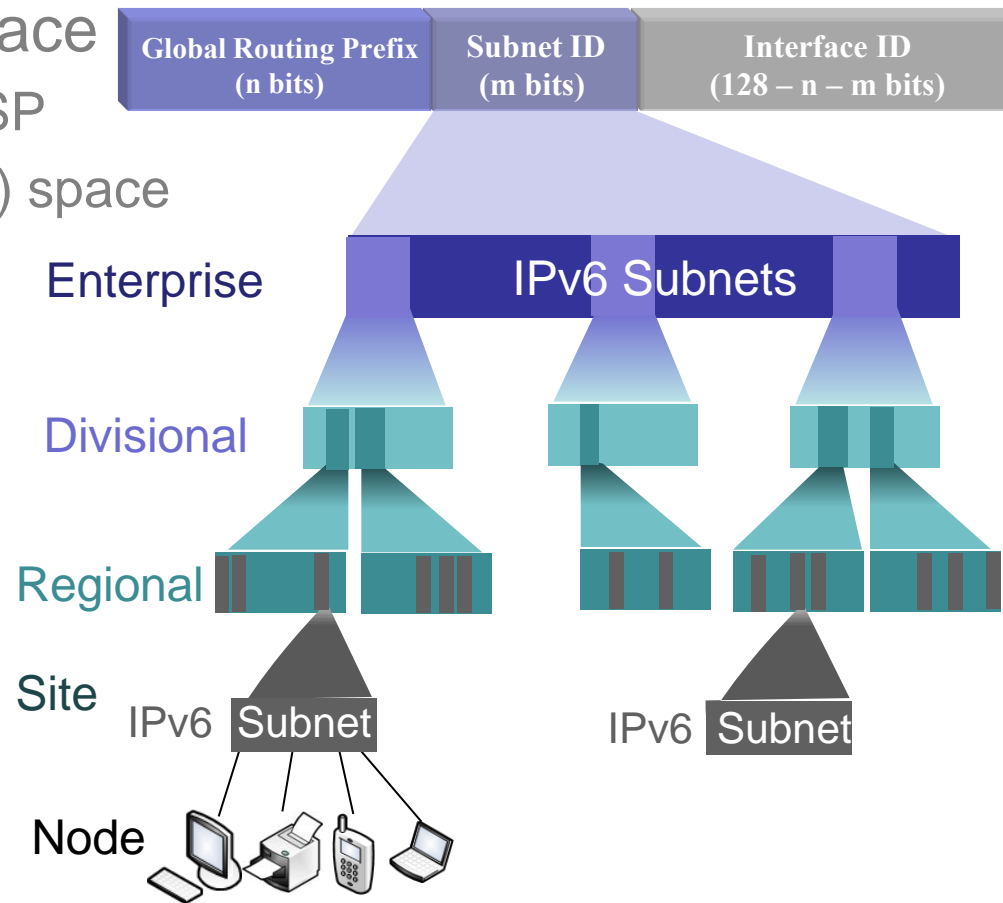 ace
SP
) space
Global Routing Prefix
(n bits)
Subnet ID
(m bits)
Interface ID
(128 – n – m bits)
Enterprise
IPv6 Subnets
Divisional
Regional
Site
IPv6 Subnet
IPv6 Subnet
Node